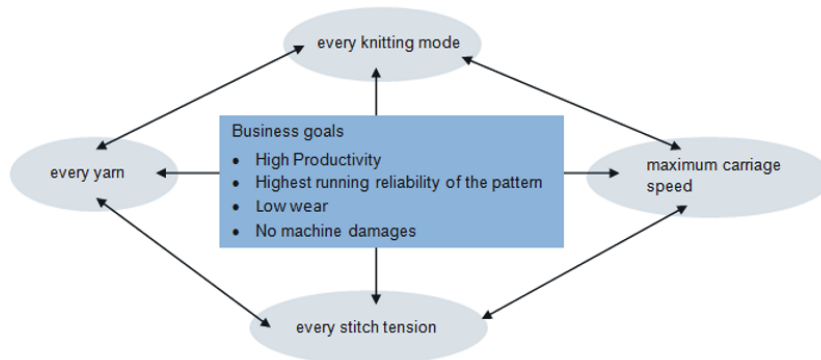 every knitting mode
Business goals
• High Productivity
• Highest running reliability of the pattern
• Low wear
• No machine damages
every yarn
maximum carriage
speed
every stitch tension